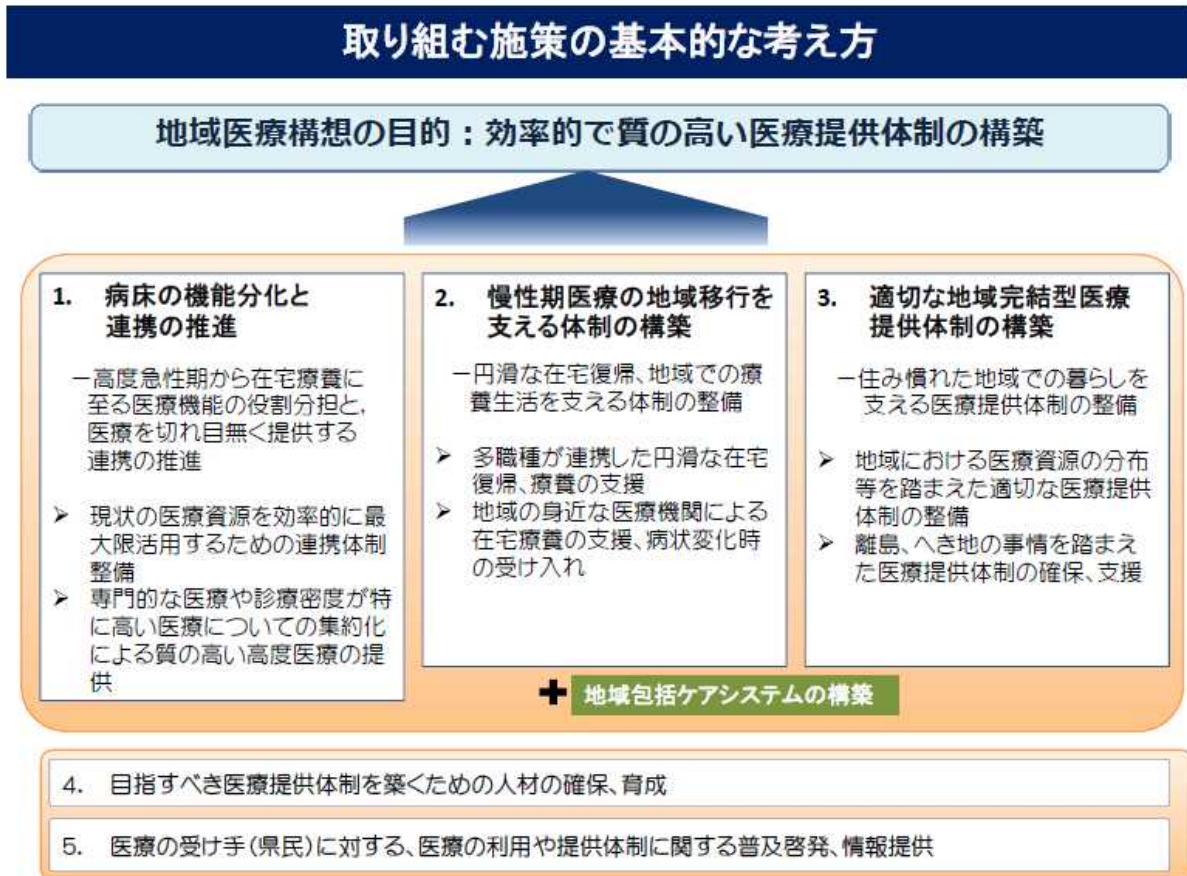 取り組む施策の基本的な考え方
地域医療構想の目的：効率的で質の高い医療提供体制の構築
1. 病床の機能分化と
連携の推進
－高度急性期から在宅療養に
至る医療機能の役割分担と，
医療を切れ目無く提供する
連携の推進
➢ 現状の医療資源を効率的に最
大限活用するための連携体制
整備
➢ 専門的な医療や診療密度が特
に高い医療についての集約化
による質の高い高度医療の提
供
2. 慢性期医療の地域移行を
支える体制の構築
－円滑な在宅復帰、地域での療
養生活を支える体制の整備
➢ 多職種が連携した円滑な在宅
復帰、療養の支援
➢ 地域の身近な医療機関による
在宅療養の支援、病状変化時
の受け入れ
3. 適切な地域完結型医療
提供体制の構築
－住み慣れた地域での暮らしを
支える医療提供体制の整備
➢ 地域における医療資源の分布
等を踏まえた適切な医療提供
体制の整備
➢ 離島、へき地の事情を踏まえ
た医療提供体制の確保、支援
＋ 地域包括ケアシステムの構築
4. 目指すべき医療提供体制を築くための人材の確保、育成
5. 医療の受け手（県民）に対する、医療の利用や提供体制に関する普及啓発、情報提供